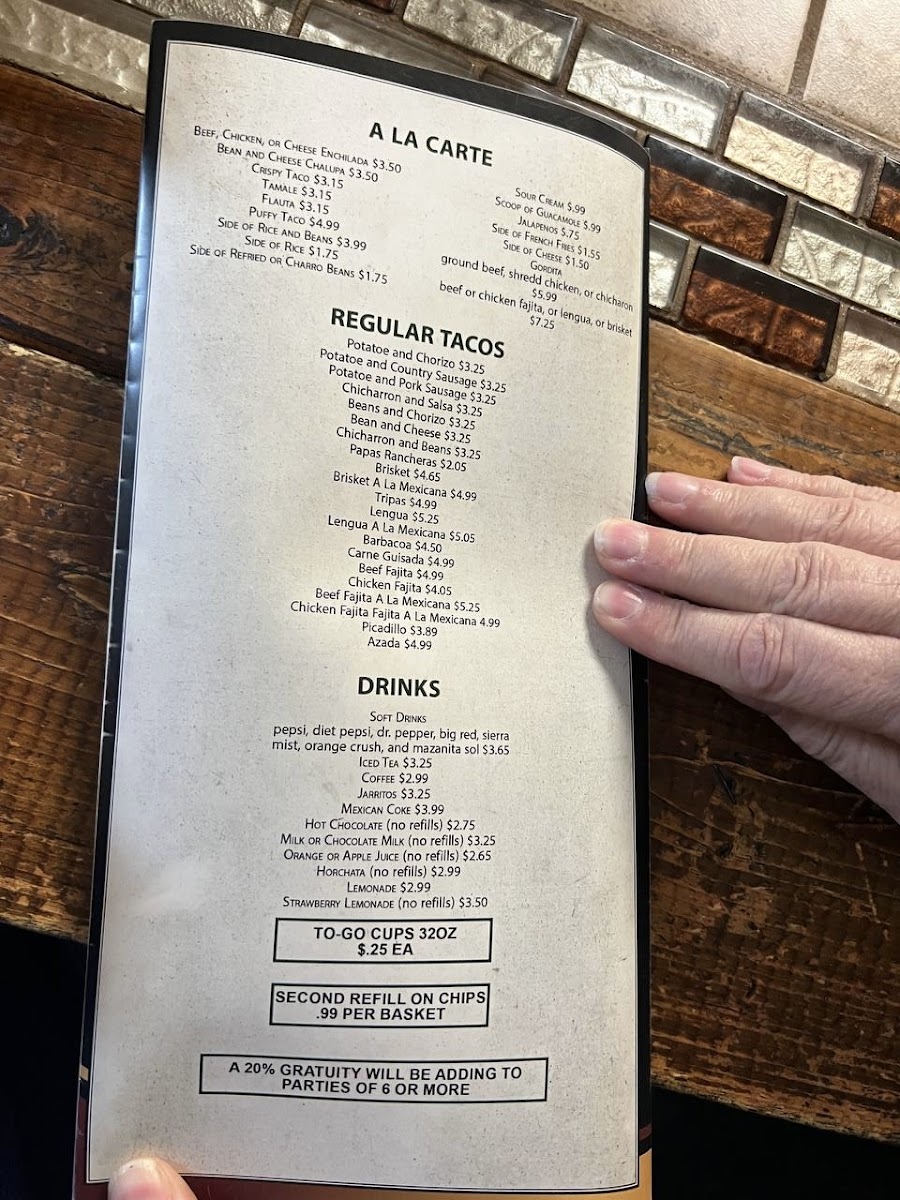 A LA CARTE
BEEF, CHICKEN, OR CHEESE ENCHILADA $3.50
BEAN AND CHEESE CHALUPA $3.50
CRISPY TACO $3.15
TAMALE $3.15
FLAUTA $3.15
PUFFY TACO $4.99
SIDE OF RICE AND BEANS $3.99
SIDE OF RICE $1.75
SIDE OF REFRIED OR CHARRO BEANS $1.75
SOUR CREAM $.99
SCOOP OF GUACAMOLE $.99
JALAPENOS $.75
SIDE OF FRENCH FRIES $1.55
SIDE OF CHEESE $1.50
GORDITA
ground beef, shredd chicken, or chicharon
$5.99
beef or chicken fajita, or lengua, or brisket
$7.25
REGULAR TACOS
Potatoe and Chorizo $3.25
Potatoe and Country Sausage $3.25
Potatoe and Pork Sausage $3.25
Chicharron and Salsa $3.25
Beans and Chorizo $3.25
Bean and Cheese $3.25
Chicharron and Beans $3.25
Papas Rancheras $2.05
Brisket $4.65
Brisket A La Mexicana $4.99
Tripas $4.99
Lengua $5.25
Lengua A La Mexicana $5.05
Barbacoa $4.50
Carne Guisada $4.99
Beef Fajita $4.99
Chicken Fajita $4.05
Beef Fajita A La Mexicana $5.25
Chicken Fajita Fajita A La Mexicana 4.99
Picadillo $3.89
Azada $4.99
DRINKS
SOFT DRINKS
pepsi, diet pepsi, dr. pepper, big red, sierra
mist, orange crush, and mazanita sol $3.65
ICED TEA $3.25
COFFEE $2.99
JARRITOS $3.25
MEXICAN COKE $3.99
HOT CHOCOLATE (no refills) $2.75
MILK OR CHOCOLATE MILK (no refills) $3.25
ORANGE OR APPLE JUICE (no refills) $2.65
HORCHATA (no refills) $2.99
LEMONADE $2.99
STRAWBERRY LEMONADE (no refills) $3.50
TO-GO CUPS 32OZ
$.25 EA
SECOND REFILL ON CHIPS
.99 PER BASKET
A 20% GRATUITY WILL BE ADDING TO
PARTIES OF 6 OR MORE